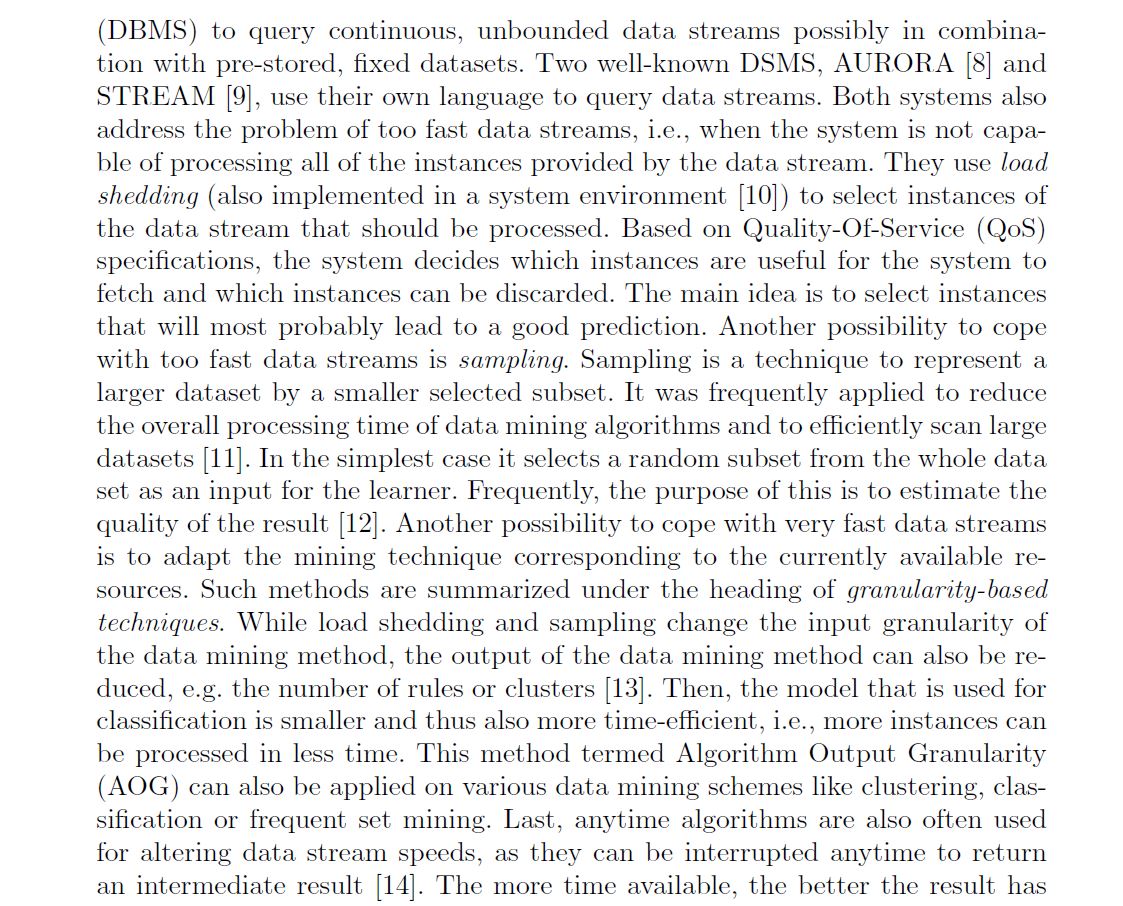 (DBMS) to query continuous, unbounded data streams possibly in combina-
tion with pre-stored, fixed datasets. Two well-known DSMS, AURORA [8] and
STREAM [9], use their own language to query data streams. Both systems also
address the problem of too fast data streams, i.e., when the system is not capa-
ble of processing all of the instances provided by the data stream. They use load
shedding (also implemented in a system environment [10]) to select instances of
the data stream that should be processed. Based on Quality-Of-Service (QoS)
specifications, the system decides which instances are useful for the system to
fetch and which instances can be discarded. The main idea is to select instances
that will most probably lead to a good prediction. Another possibility to cope
with too fast data streams is sampling. Sampling is a technique to represent a
larger dataset by a smaller selected subset. It was frequently applied to reduce
the overall processing time of data mining algorithms and to efficiently scan large
datasets [11]. In the simplest case it selects a random subset from the whole data
set as an input for the learner. Frequently, the purpose of this is to estimate the
quality of the result [12]. Another possibility to cope with very fast data streams
is to adapt the mining technique corresponding to the currently available re-
sources. Such methods are summarized under the heading of granularity-based
techniques. While load shedding and sampling change the input granularity of
the data mining method, the output of the data mining method can also be re-
duced, e.g. the number of rules or clusters [13]. Then, the model that is used for
classification is smaller and thus also more time-efficient, i.e., more instances can
be processed in less time. This method termed Algorithm Output Granularity
(AOG) can also be applied on various data mining schemes like clustering, clas-
sification or frequent set mining. Last, anytime algorithms are also often used
for altering data stream speeds, as they can be interrupted anytime to return
an intermediate result [14]. The more time available, the better the result has